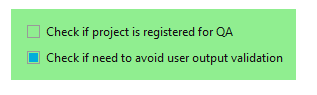 Check if project is registered for QA
Check if need to avoid user output validation